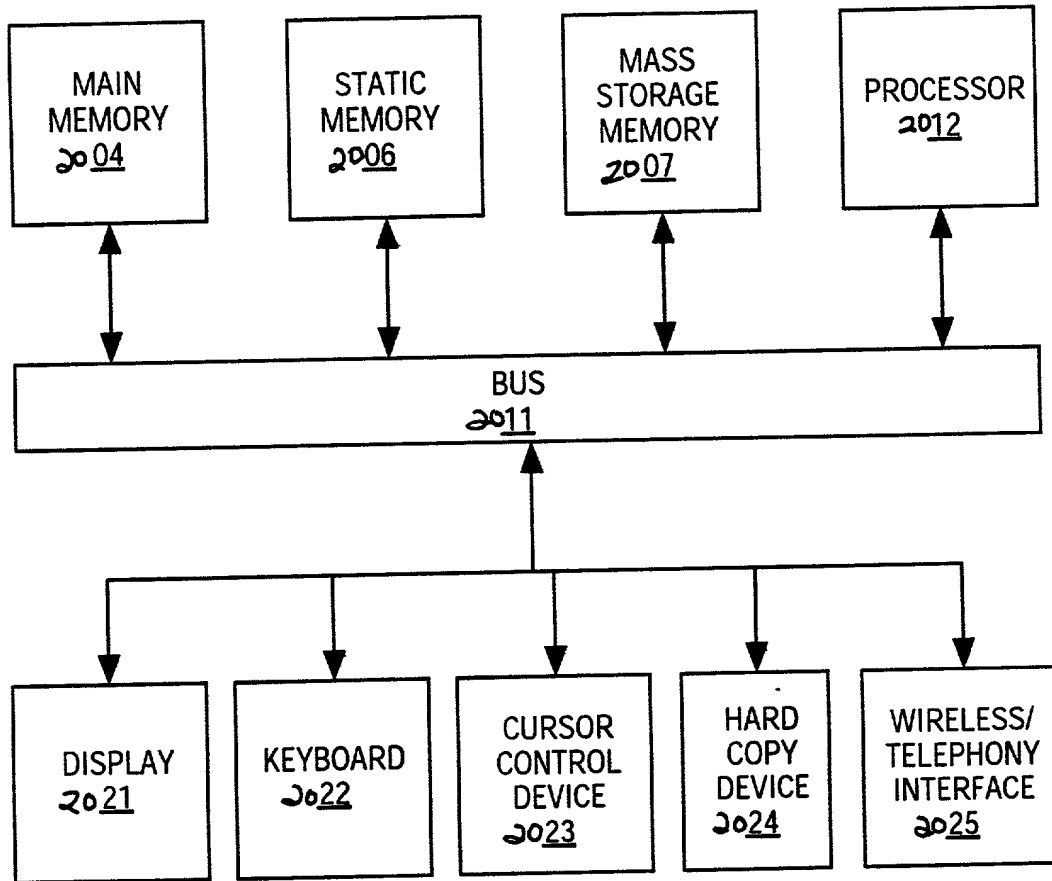 MAIN
MEMORY
2004
STATIC
MEMORY
2006
MASS
STORAGE
MEMORY
2007
PROCESSOR
2012
BUS
2011
DISPLAY
2021
KEYBOARD
2022
CURSOR
CONTROL
DEVICE
2023
HARD
COPY
DEVICE
2024
WIRELESS/
TELEPHONY
INTERFACE
2025